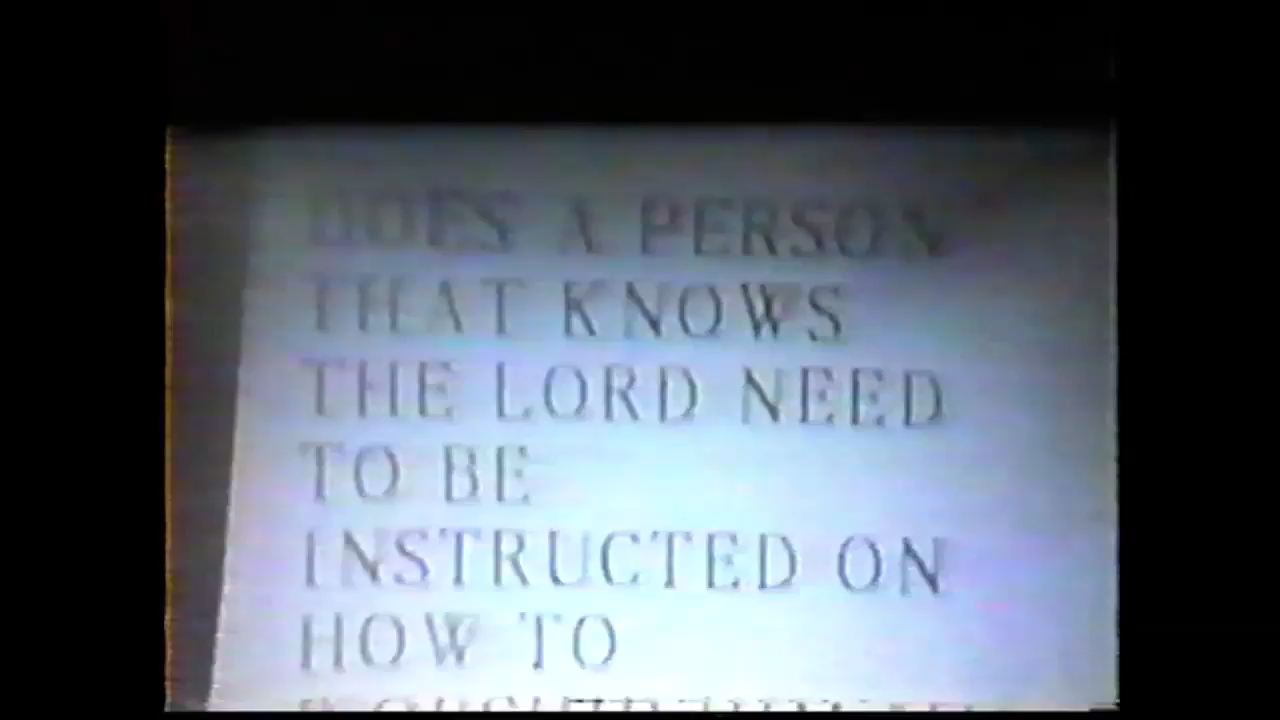 DOES A PERSON
THAT KNOWS
THE LORD NEED
TO BE
INSTRUCTED ON
HOW TO